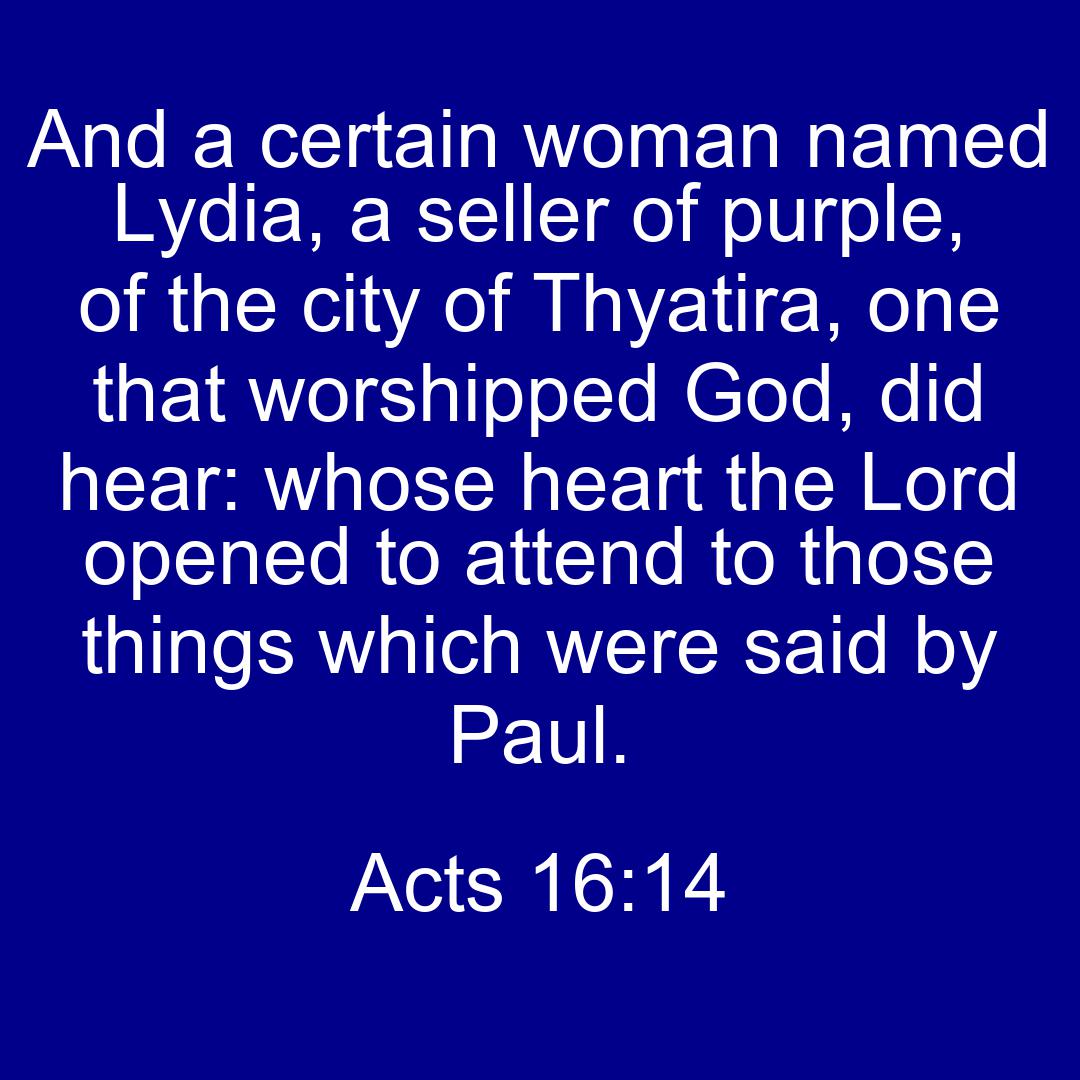 And a certain woman named
Lydia, a seller of purple,
of the city of Thyatira, one
that worshipped God, did
hear: whose heart the Lord
opened to attend to those
things which were said by
Paul.
Acts 16:14